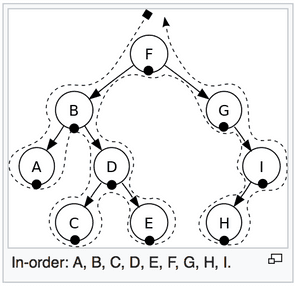 F
B
G
A
D
I
C
E
H
In-order: A, B, C, D, E, F, G, H, I.